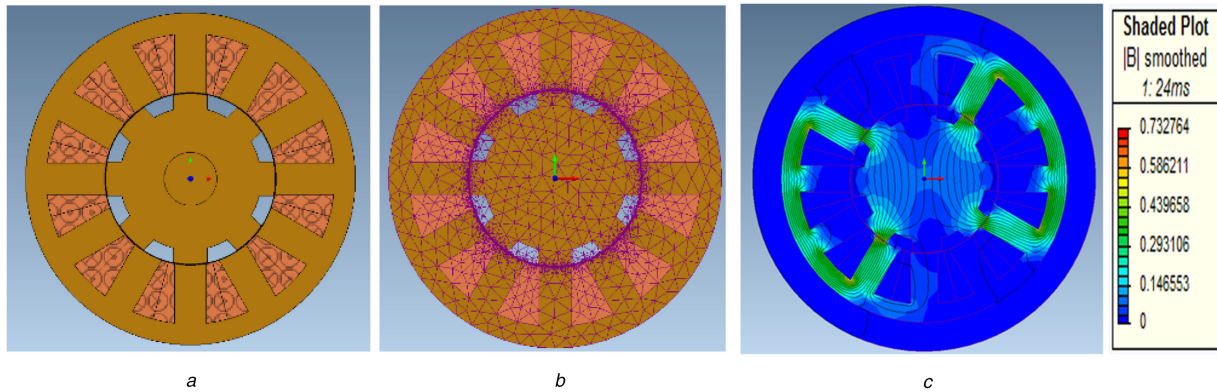 Shaded Plot
|B| smoothed
1: 24ms
0.732764
0.586211
0.439658
0.293106
0.146553
0
a
b
c